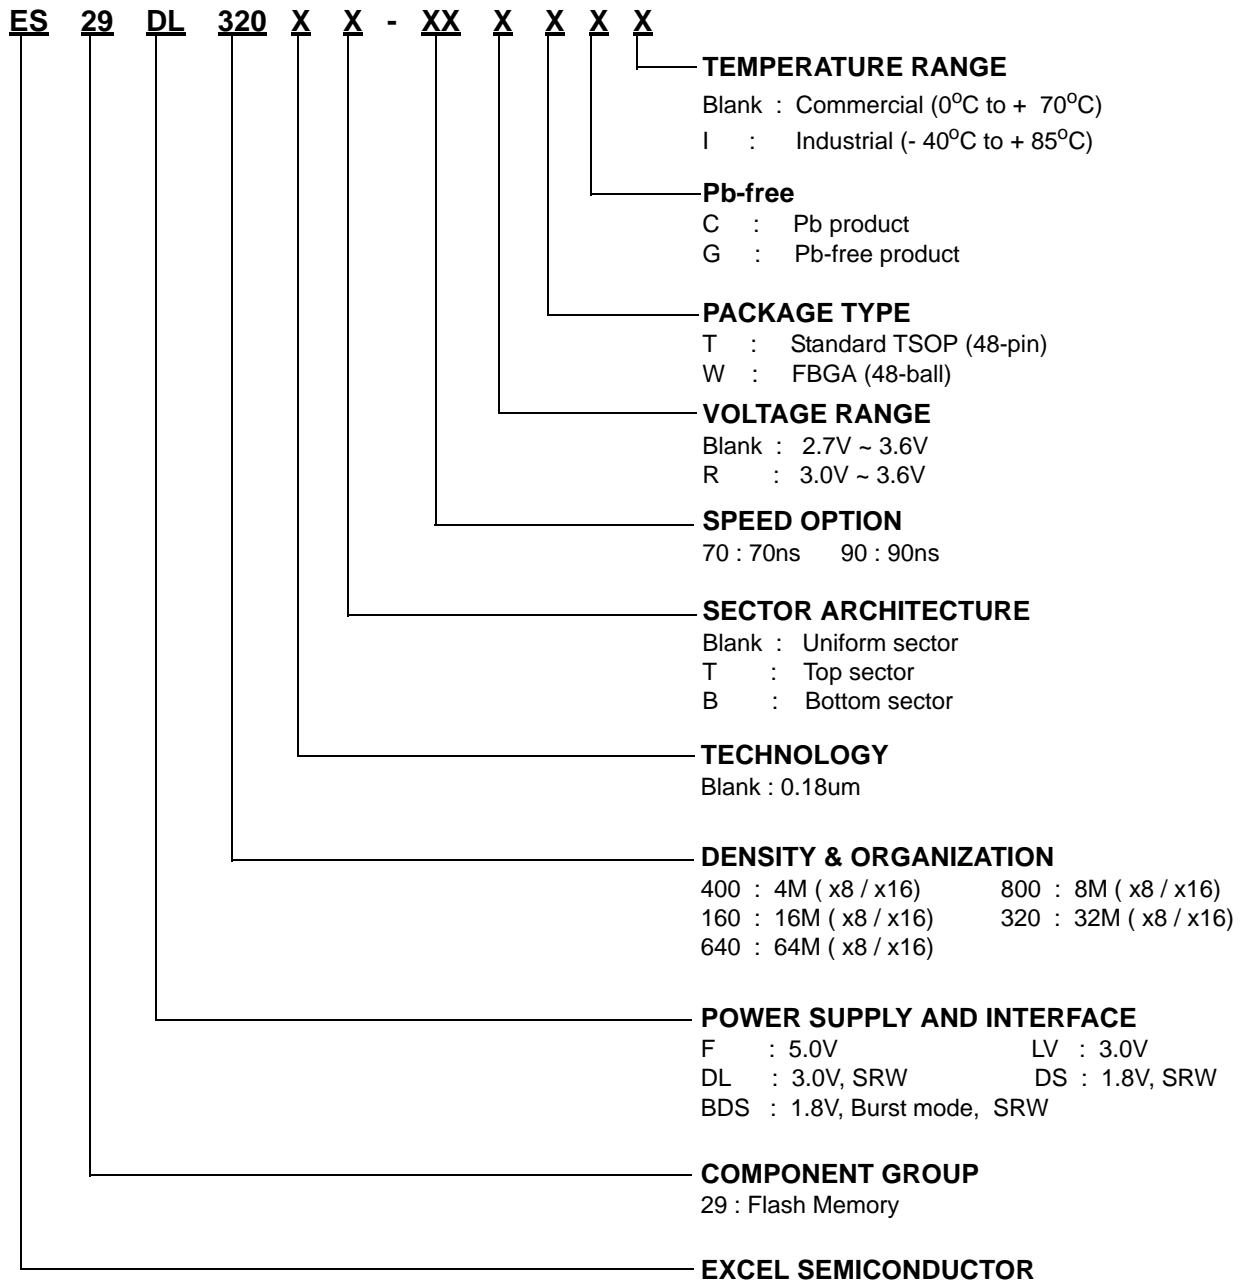 ES 29 DL 320 X X - XX X X X X
TEMPERATURE RANGE
Blank : Commercial (0°C to + 70°C)
I : Industrial (- 40°C to + 85°C)
Pb-free
C : Pb product
G : Pb-free product
PACKAGE TYPE
T : Standard TSOP (48-pin)
W : FBGA (48-ball)
VOLTAGE RANGE
Blank : 2.7V ~ 3.6V
R : 3.0V ~ 3.6V
SPEED OPTION
70 : 70ns 90 : 90ns
SECTOR ARCHITECTURE
Blank : Uniform sector
T : Top sector
B : Bottom sector
TECHNOLOGY
Blank : 0.18um
DENSITY & ORGANIZATION
400 : 4M ( x8 / x16) 800 : 8M ( x8 / x16)
160 : 16M ( x8 / x16) 320 : 32M ( x8 / x16)
640 : 64M ( x8 / x16)
POWER SUPPLY AND INTERFACE
F : 5.0V LV : 3.0V
DL : 3.0V, SRW DS : 1.8V, SRW
BDS : 1.8V, Burst mode, SRW
COMPONENT GROUP
29 : Flash Memory
EXCEL SEMICONDUCTOR